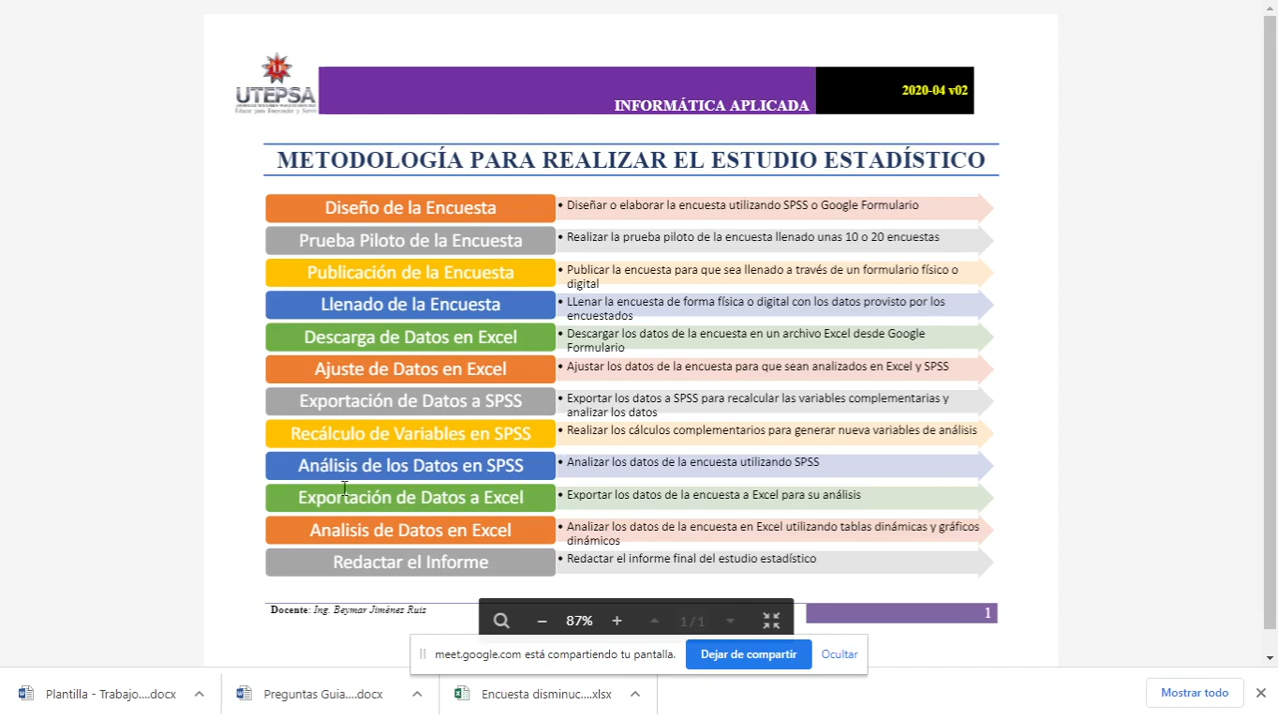 UTEPSA
INFORMÁTICA APLICADA
2020-04 v02
METODOLOGÍA PARA REALIZAR EL ESTUDIO ESTADÍSTICO
Diseño de la Encuesta
• Diseñar o elaborar la encuesta utilizando SPSS o Google Formulario
Prueba Piloto de la Encuesta
• Realizar la prueba piloto de la encuesta llenado unas 10 o 20 encuestas
Publicación de la Encuesta
• Publicar la encuesta para que sea llenado a través de un formulario físico o
digital
Llenado de la Encuesta
• LLenar la encuesta de forma física o digital con los datos provisto por los
encuestados
Descarga de Datos en Excel
• Descargar los datos de la encuesta en un archivo Excel desde Google
Formulario
Ajuste de Datos en Excel
• Ajustar los datos de la encuesta para que sean analizados en Excel y SPSS
Exportación de Datos a SPSS
• Exportar los datos a SPSS para recalcular las variables complementarias y
analizar los datos
Recálculo de Variables en SPSS
• Realizar los cálculos complementarios para generar nueva variables de análisis
Análisis de los Datos en SPSS
• Analizar los datos de la encuesta utilizando SPSS
Exportación de Datos a Excel
• Exportar los datos de la encuesta a Excel para su análisis
Analisis de Datos en Excel
• Analizar los datos de la encuesta en Excel utilizando tablas dinámicas y gráficos
dinámicos
Redactar el Informe
• Redactar el informe final del estudio estadístico
Docente: Ing. Beymar Jiménez Ruiz
1
87%
1/1
meet.google.com está compartiendo tu pantalla.
Dejar de compartir
Ocultar
Plantilla - Trabajo....docx
Preguntas Guia....docx
Encuesta disminuc....xlsx
Mostrar todo